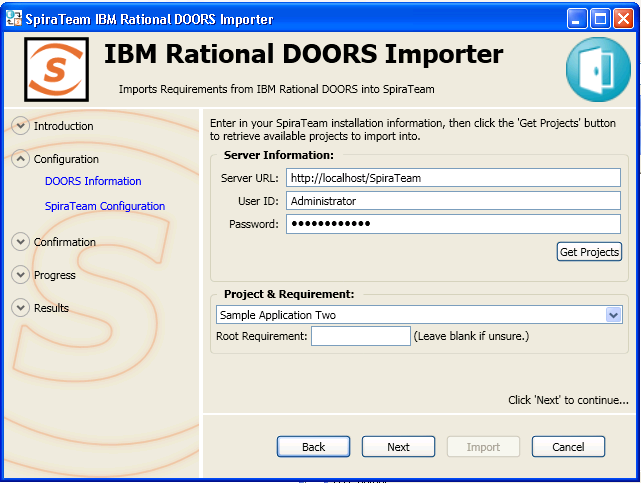 SpiraTeam IBM Rational DOORS Importer
S
IBM Rational DOORS Importer
Imports Requirements from IBM Rational DOORS into SpiraTeam
Introduction
Configuration
DOORS Information
SpiraTeam Configuration
Confirmation
Progress
Results
Enter in your SpiraTeam installation information, then click the 'Get Projects' button
to retrieve available projects to import into.
Server Information:
Server URL: http://localhost/SpiraTeam
User ID: Administrator
Password: ●●●●●●●●●●●●
Get Projects
Project & Requirement:
Sample Application Two
Root Requirement: (Leave blank if unsure.)
Click 'Next' to continue...
Back Next Import Cancel